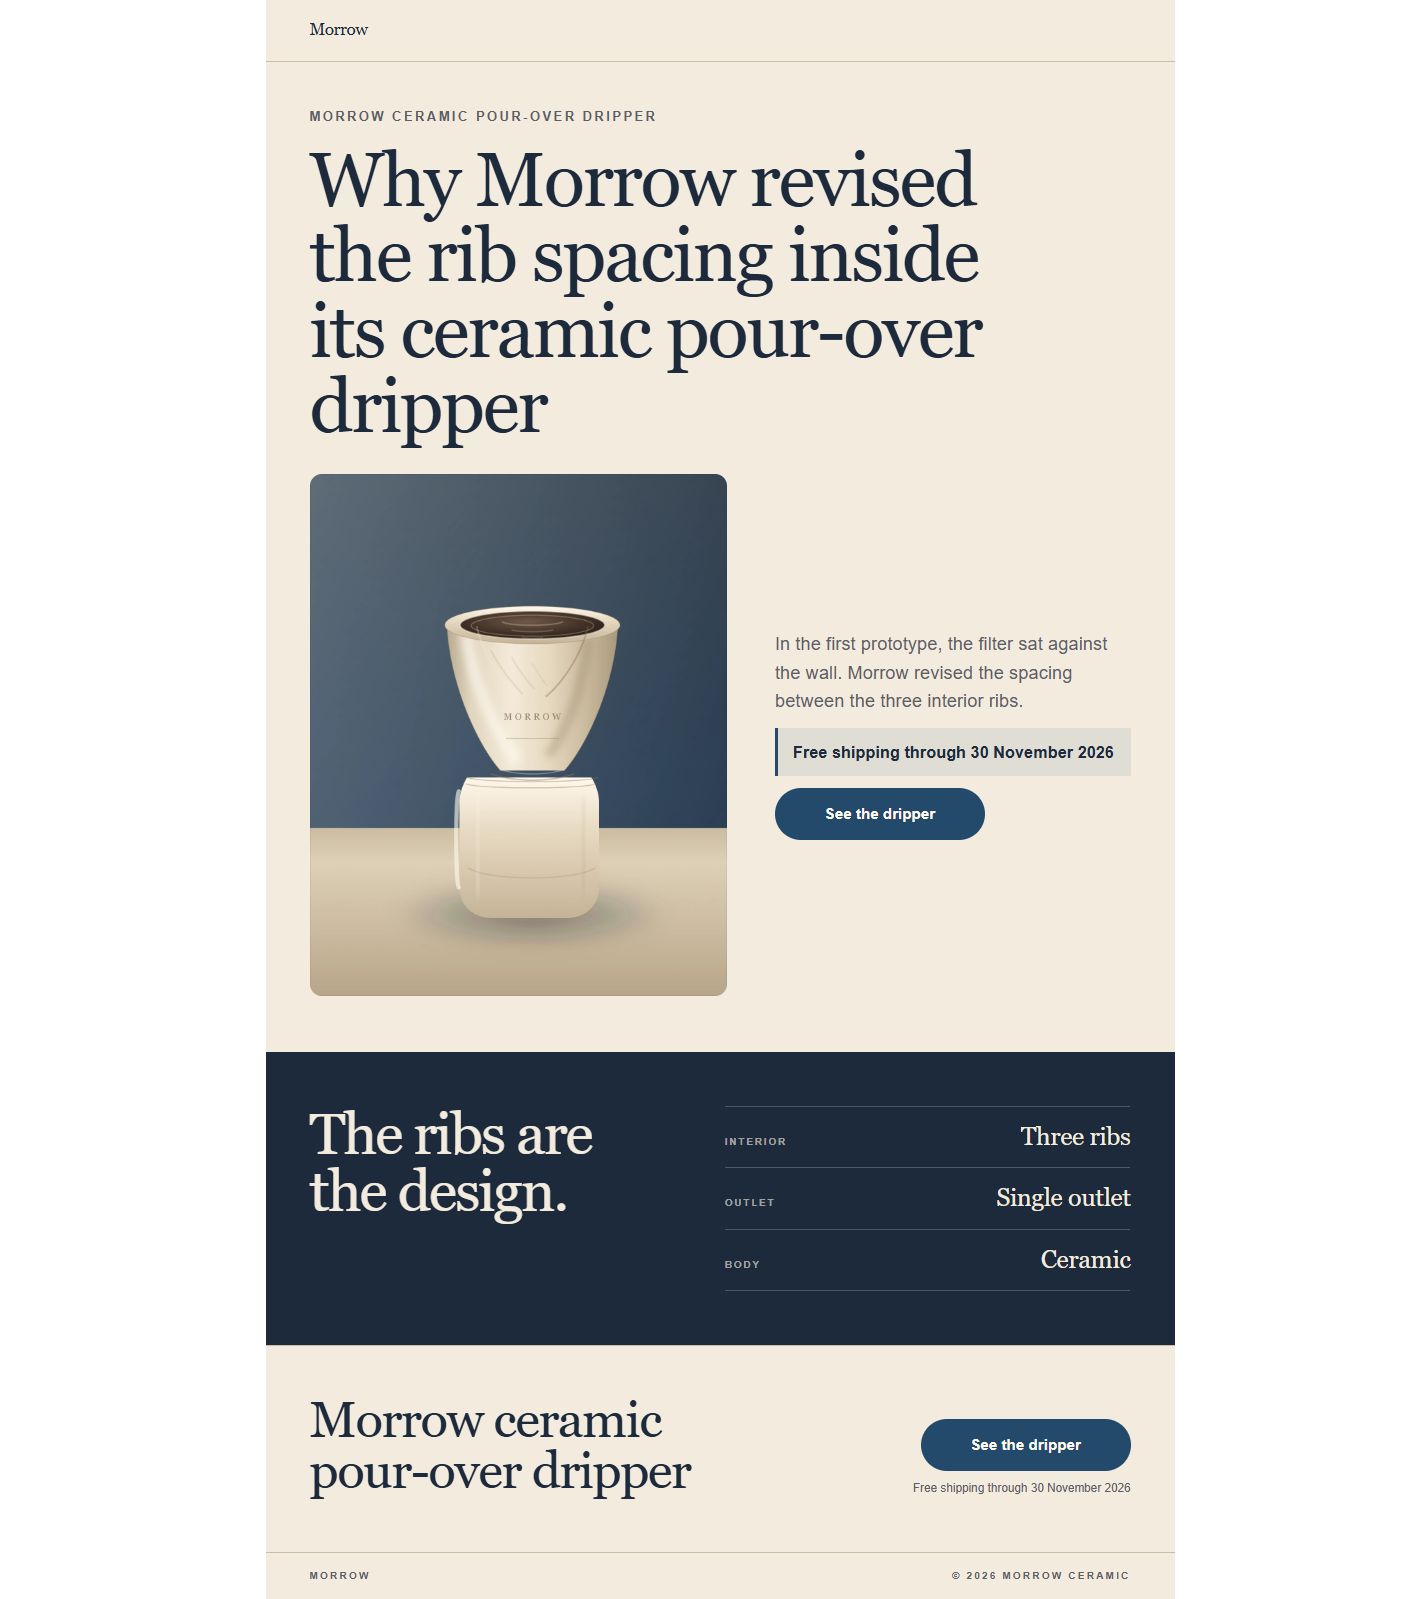 Morrow
MORROW CERAMIC POUR-OVER DRIPPER
Why Morrow revised
the rib spacing inside
its ceramic pour-over
dripper
MORROW
In the first prototype, the filter sat against
the wall. Morrow revised the spacing
between the three interior ribs.
Free shipping through 30 November 2026
See the dripper
The ribs are
the design.
INTERIOR Three ribs
OUTLET Single outlet
BODY Ceramic
Morrow ceramic
pour-over dripper
See the dripper
Free shipping through 30 November 2026
MORROW © 2026 MORROW CERAMIC